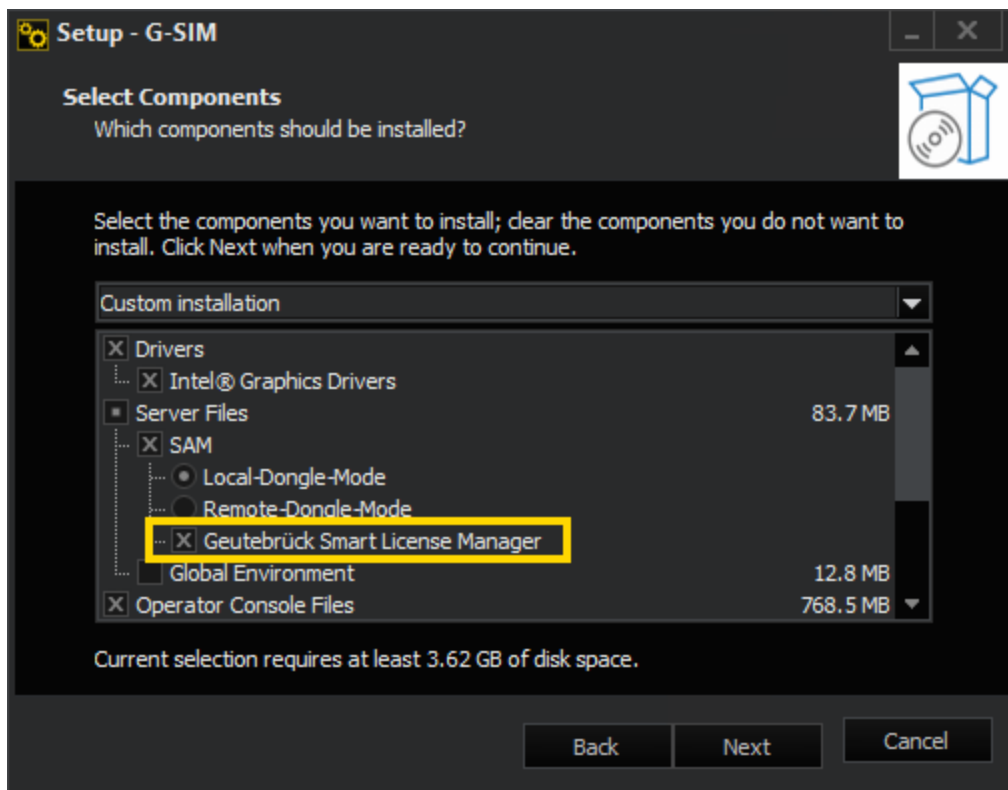 Setup - G-SIM
Select Components
Which components should be installed?
Select the components you want to install; clear the components you do not want to
install. Click Next when you are ready to continue.
Custom installation
Drivers
Intel® Graphics Drivers
Server Files 83.7 MB
SAM
Local-Dongle-Mode
Remote-Dongle-Mode
Geutebrück Smart License Manager
Global Environment 12.8 MB
Operator Console Files 768.5 MB
Current selection requires at least 3.62 GB of disk space.
Back Next Cancel